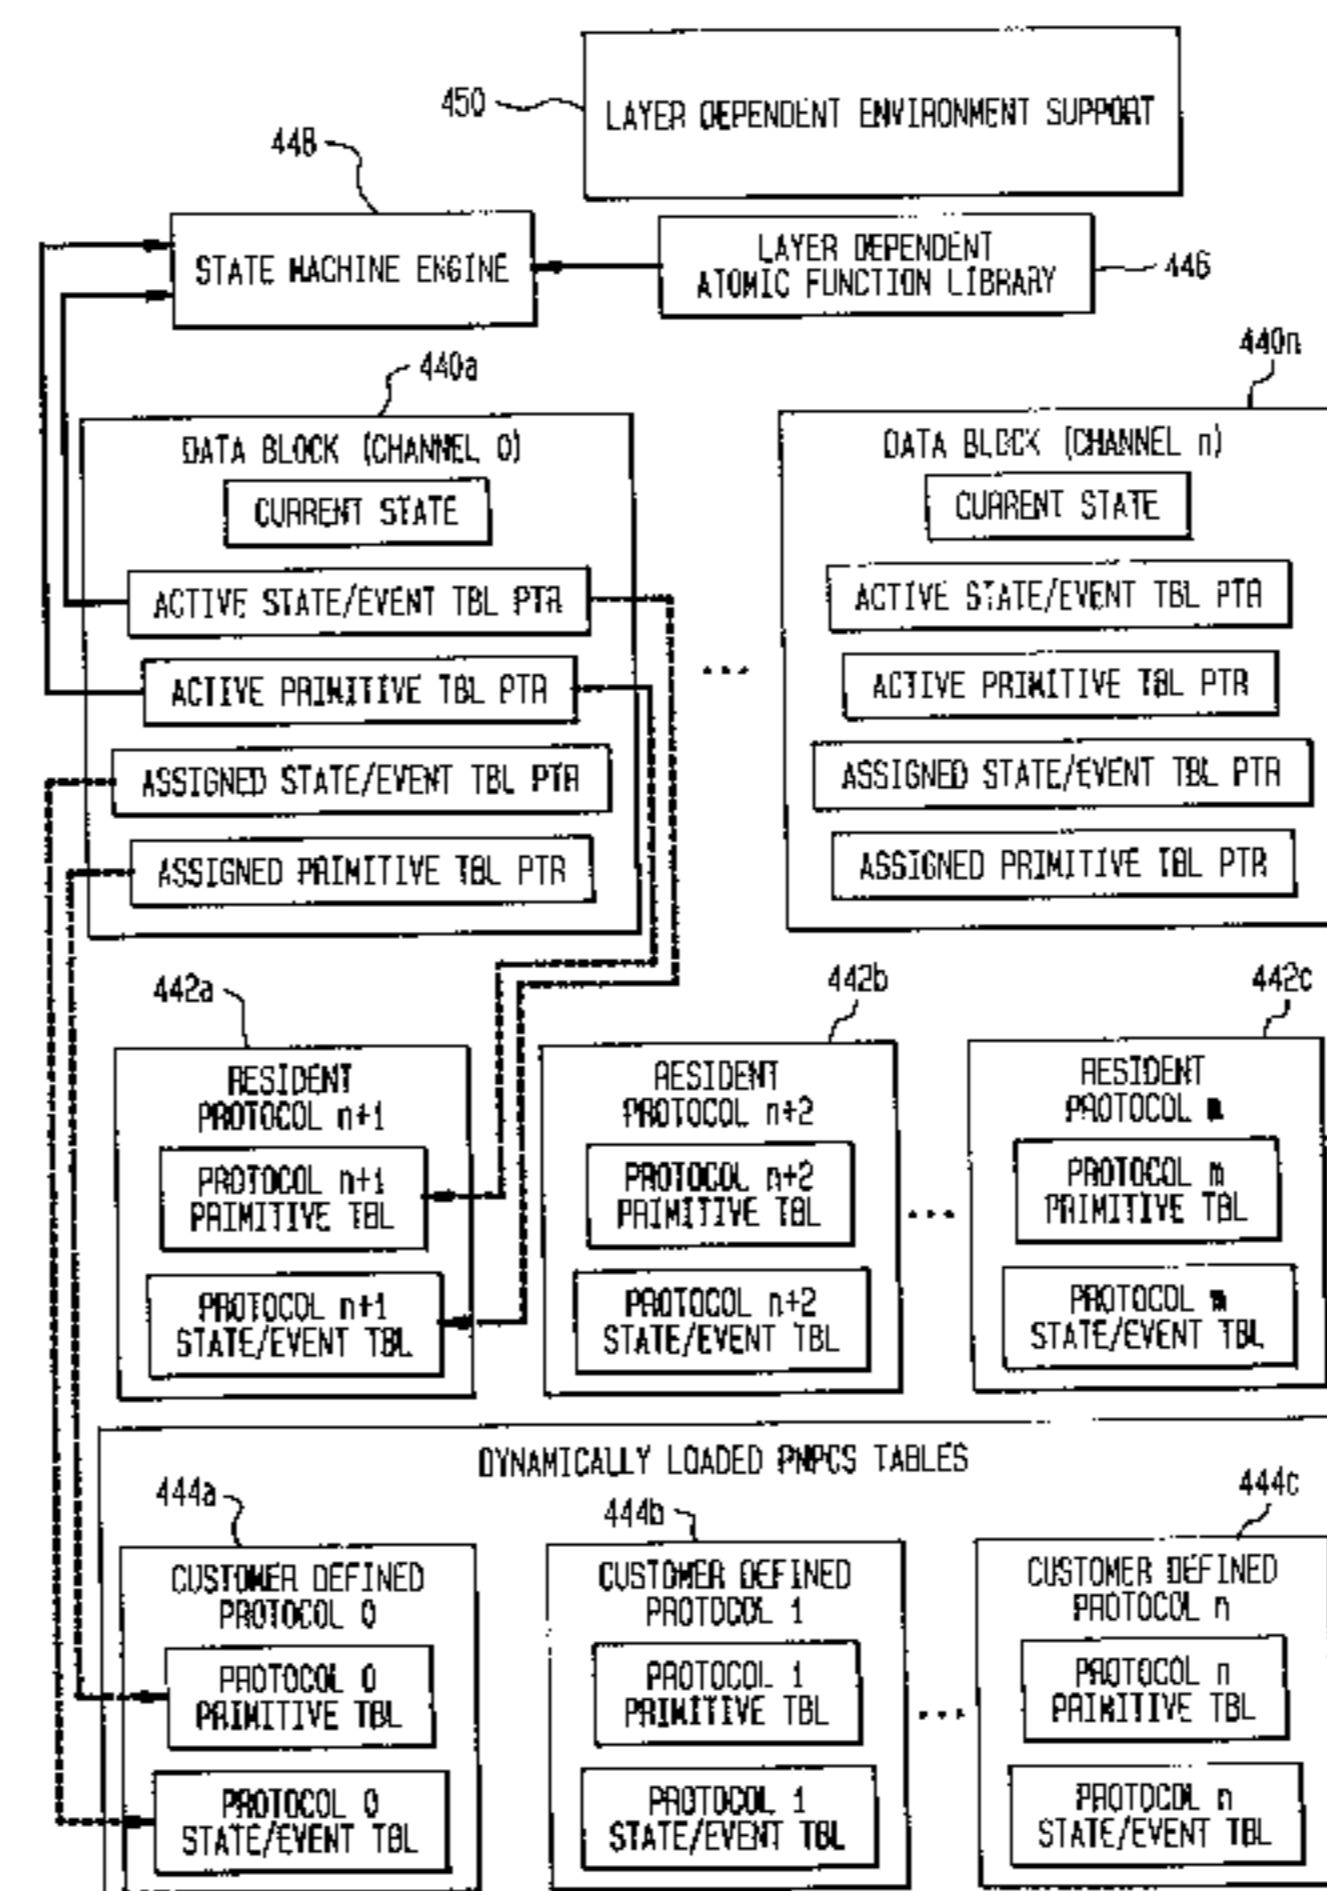 450
LAYER DEPENDENT ENVIRONMENT SUPPORT
448
STATE MACHINE ENGINE
LAYER DEPENDENT
ATOMIC FUNCTION LIBRARY
446
440a
440n
DATA BLOCK (CHANNEL 0)
CURRENT STATE
ACTIVE STATE/EVENT TBL PTR
ACTIVE PRIMITIVE TBL PTR
ASSIGNED STATE/EVENT TBL PTR
ASSIGNED PRIMITIVE TBL PTR
...
DATA BLOCK (CHANNEL n)
CURRENT STATE
ACTIVE STATE/EVENT TBL PTR
ACTIVE PRIMITIVE TBL PTR
ASSIGNED STATE/EVENT TBL PTR
ASSIGNED PRIMITIVE TBL PTR
442a
RESIDENT
PROTOCOL n+1
PROTOCOL n+1
PRIMITIVE TBL
PROTOCOL n+1
STATE/EVENT TBL
442b
RESIDENT
PROTOCOL n+2
PROTOCOL n+2
PRIMITIVE TBL
PROTOCOL n+2
STATE/EVENT TBL
...
442c
RESIDENT
PROTOCOL m
PROTOCOL m
PRIMITIVE TBL
PROTOCOL m
STATE/EVENT TBL
DYNAMICALLY LOADED PNPCS TABLES
444a
CUSTOMER DEFINED
PROTOCOL 0
PROTOCOL 0
PRIMITIVE TBL
PROTOCOL 0
STATE/EVENT TBL
444b
CUSTOMER DEFINED
PROTOCOL 1
PROTOCOL 1
PRIMITIVE TBL
PROTOCOL 1
STATE/EVENT TBL
...
444c
CUSTOMER DEFINED
PROTOCOL n
PROTOCOL n
PRIMITIVE TBL
PROTOCOL n
STATE/EVENT TBL